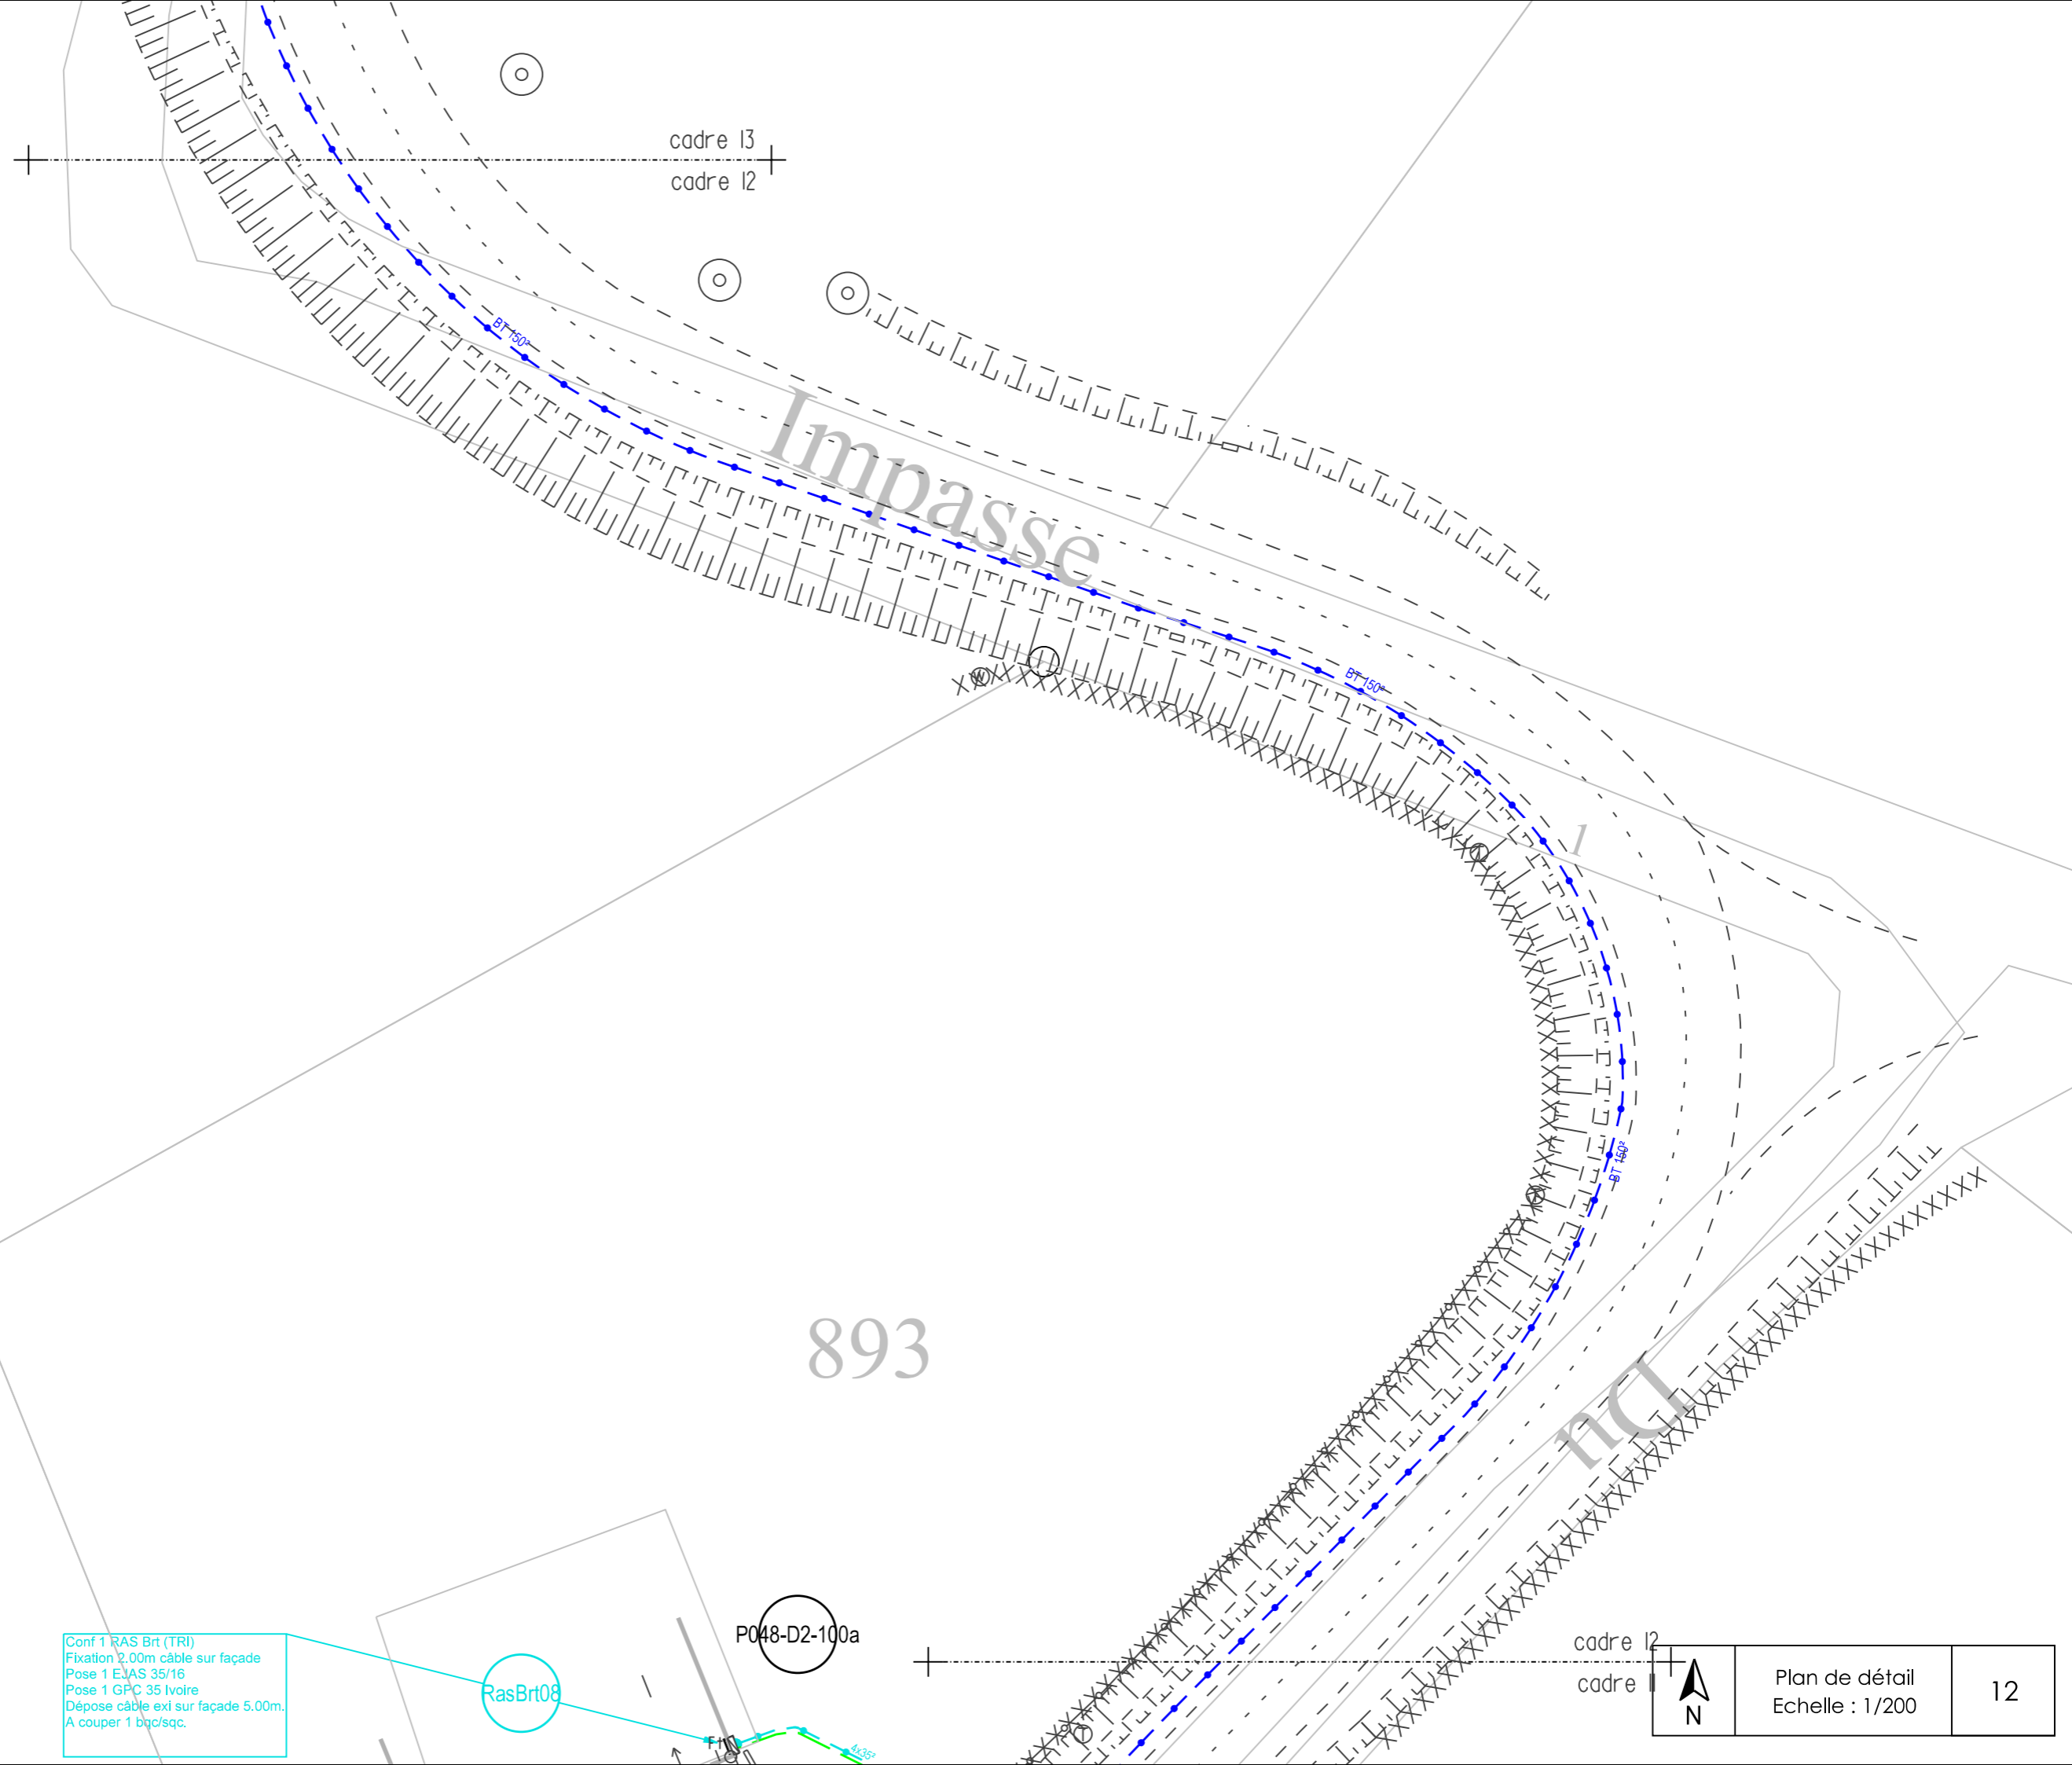 cadre 13
cadre 12
BT 150²
Impasse
BT 150²
1
BT 150²
893
Du
P048-D2-100a
Conf 1 RAS Brt (TRI)
Fixation 2.00m câble sur façade
Pose 1 EJAS 35/16
Pose 1 GPC 35 Ivoire
Dépose câble exi sur façade 5.00m.
A couper 1 bqc/sqc.
RasBrt08
4x35²
cadre 12
cadre 11
N
Plan de détail
Echelle : 1/200
12